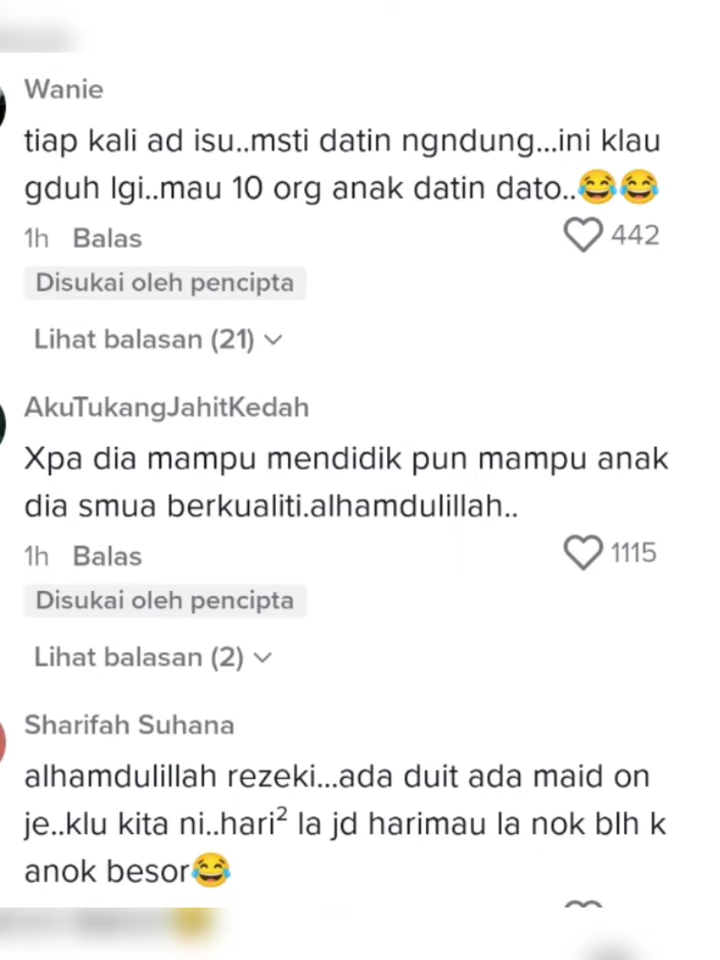 Wanie
tiap kali ad isu..msti datin ngndung...ini klau
gduh lgi..mau 10 org anak datin dato..😂😂
1h Balas 442
Disukai oleh pencipta
Lihat balasan (21)
AkuTukangJahitKedah
Xpa dia mampu mendidik pun mampu anak
dia smua berkualiti.alhamdulillah..
1h Balas 1115
Disukai oleh pencipta
Lihat balasan (2)
Sharifah Suhana
alhamdulillah rezeki...ada duit ada maid on
je..klu kita ni..hari² la jd harimau la nok blh k
anok besor😂